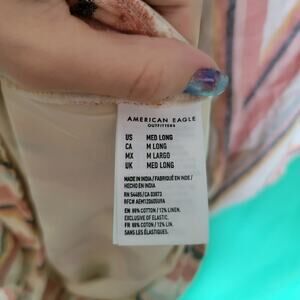 AMERICAN EAGLE
OUTFITTERS
US MED LONG
CA M LONG
MX M LARGO
UK MED LONG
MADE IN INDIA / FABRIQUÉ EN INDE /
HECHO EN INDIA
RN 54485 / CA 03873
RFC# AEM120605U9A
EN 88% COTTON / 12% LINEN.
EXCLUSIVE OF ELASTIC.
FR 88% COTON / 12% LIN.
SANS LES ÉLASTIQUES.